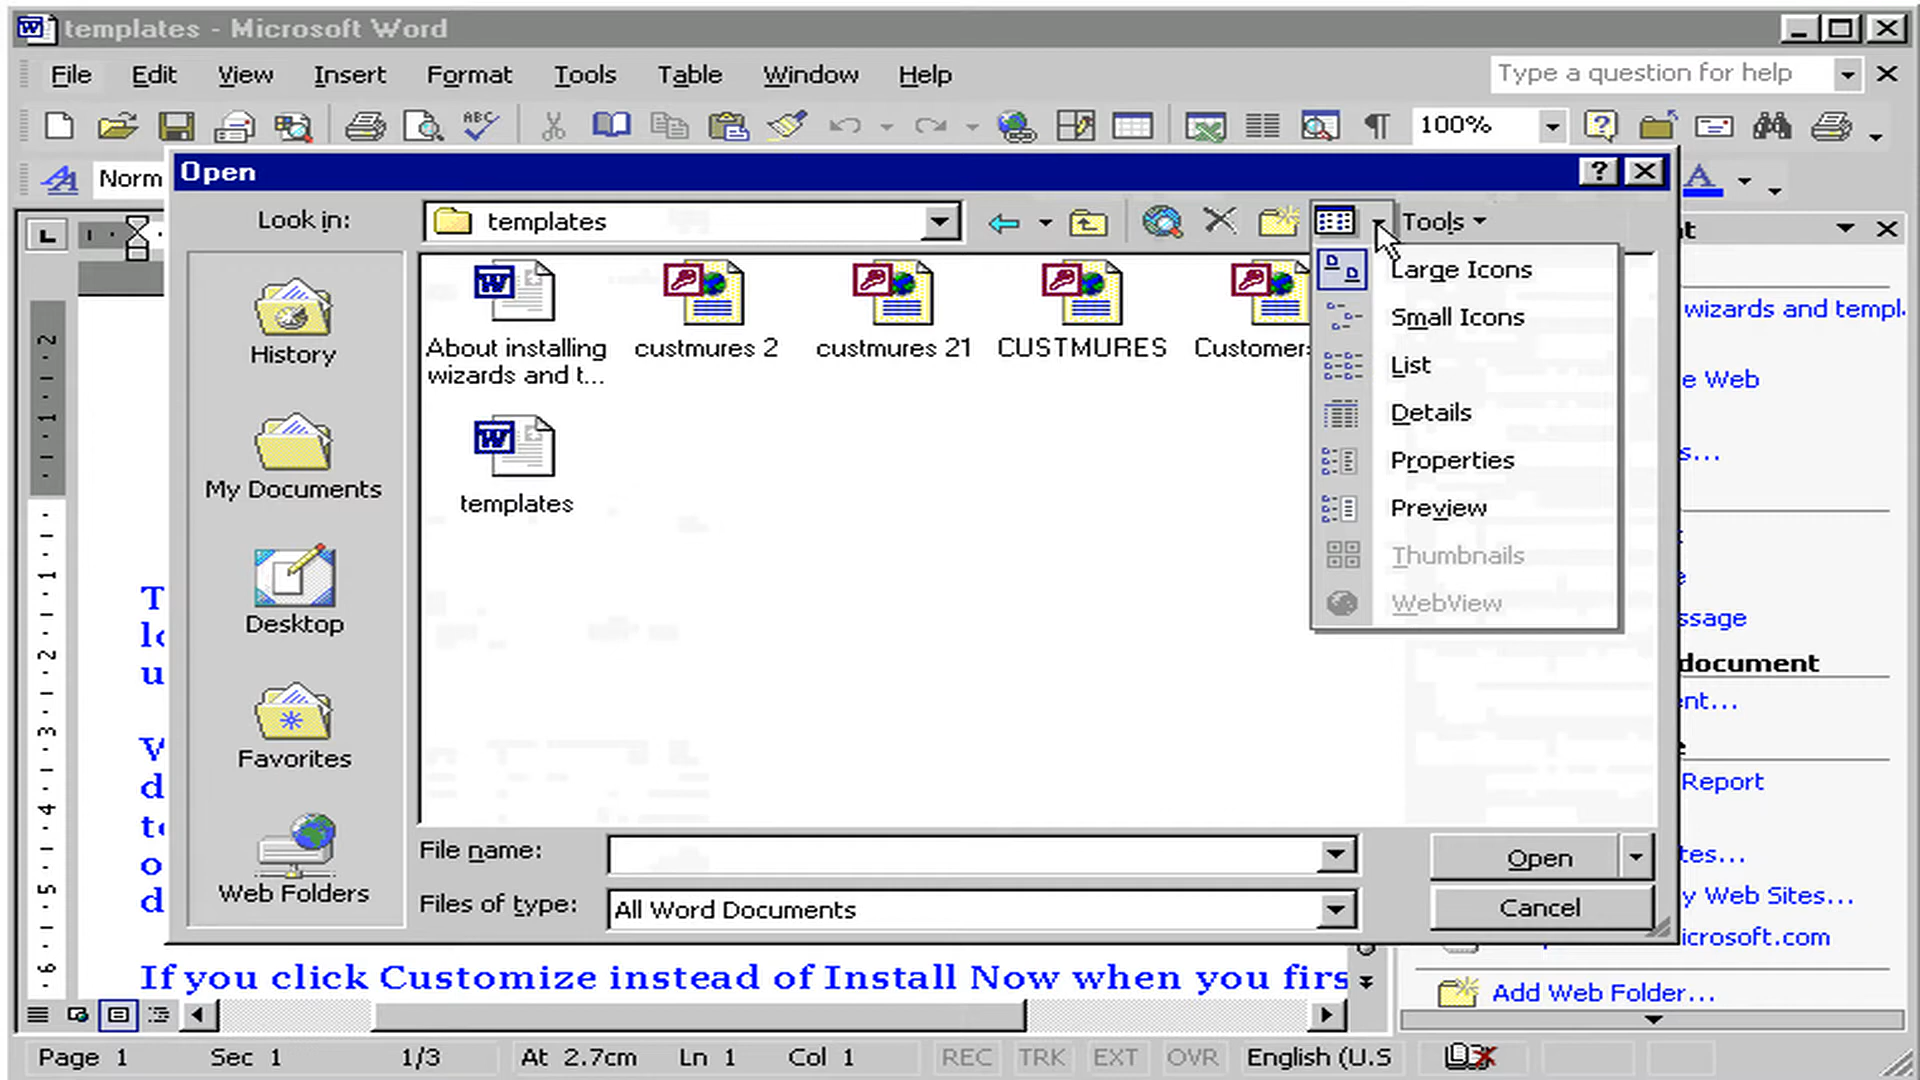 templates - Microsoft Word
File Edit View Insert Format Tools Table Window Help
Type a question for help
ABC
100%
Norm
Open
Look in:
templates
Tools
History
My Documents
Desktop
Favorites
Web Folders
About installing
wizards and t...
custmures 2
custmures 21
CUSTMURES
Customer
templates
Large Icons
Small Icons
List
Details
Properties
Preview
Thumbnails
WebView
File name:
Open
Files of type:
All Word Documents
Cancel
wizards and templ
e Web
s...
ssage
document
nt...
Report
tes...
y Web Sites...
icrosoft.com
Add Web Folder...
If you click Customize instead of Install Now when you firs
Page 1 Sec 1 1/3 At 2.7cm Ln 1 Col 1 REC TRK EXT OVR English (U.S